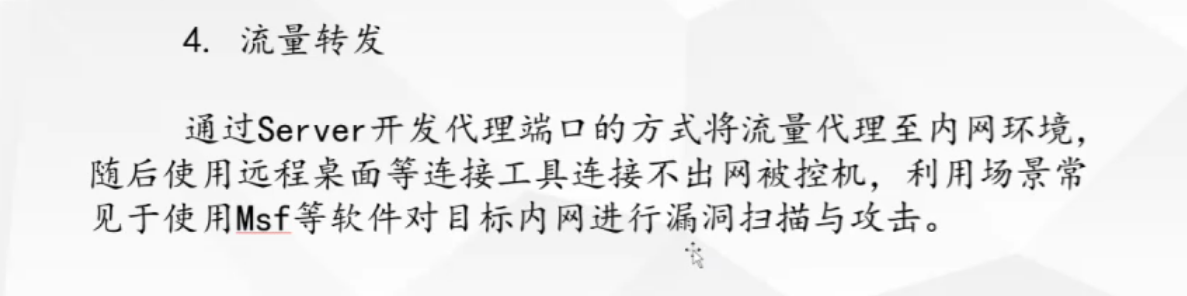 4. 流量转发
通过Server开发代理端口的方式将流量代理至内网环境，
随后使用远程桌面等连接工具连接不出网被控机，利用场景常
见于使用Msf等软件对目标内网进行漏洞扫描与攻击。